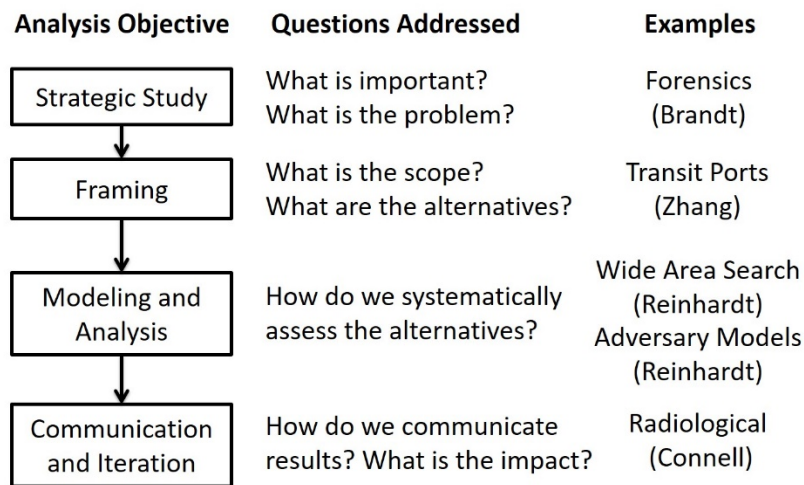 Analysis Objective Questions Addressed Examples
Strategic Study
What is important?
What is the problem?
Forensics
(Brandt)
Framing
What is the scope?
What are the alternatives?
Transit Ports
(Zhang)
Modeling and
Analysis
How do we systematically
assess the alternatives?
Wide Area Search
(Reinhardt)
Adversary Models
(Reinhardt)
Communication
and Iteration
How do we communicate
results? What is the impact?
Radiological
(Connell)